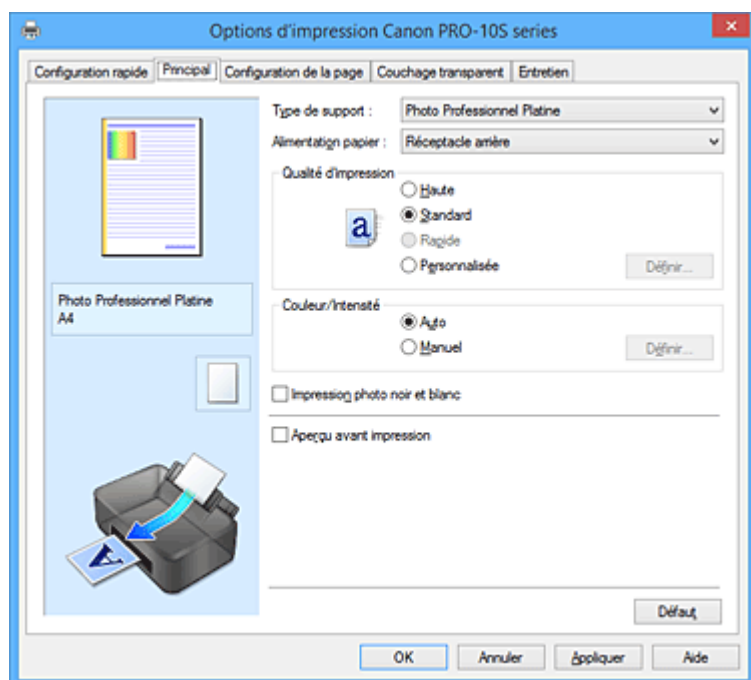 Options d'impression Canon PRO-10S series
Configuration rapide Principal Configuration de la page Couchage transparent Entretien
Type de support : Photo Professionnel Platine
Alimentation papier : Réceptacle arrière
Qualité d'impression
Haute
a Standard
Rapide
Personnalisée Définir...
Photo Professionnel Platine
A4
Couleur/Intensité
Auto
Manuel Définir...
Impression photo noir et blanc
Aperçu avant impression
A
Défaut
OK Annuler Appliquer Aide